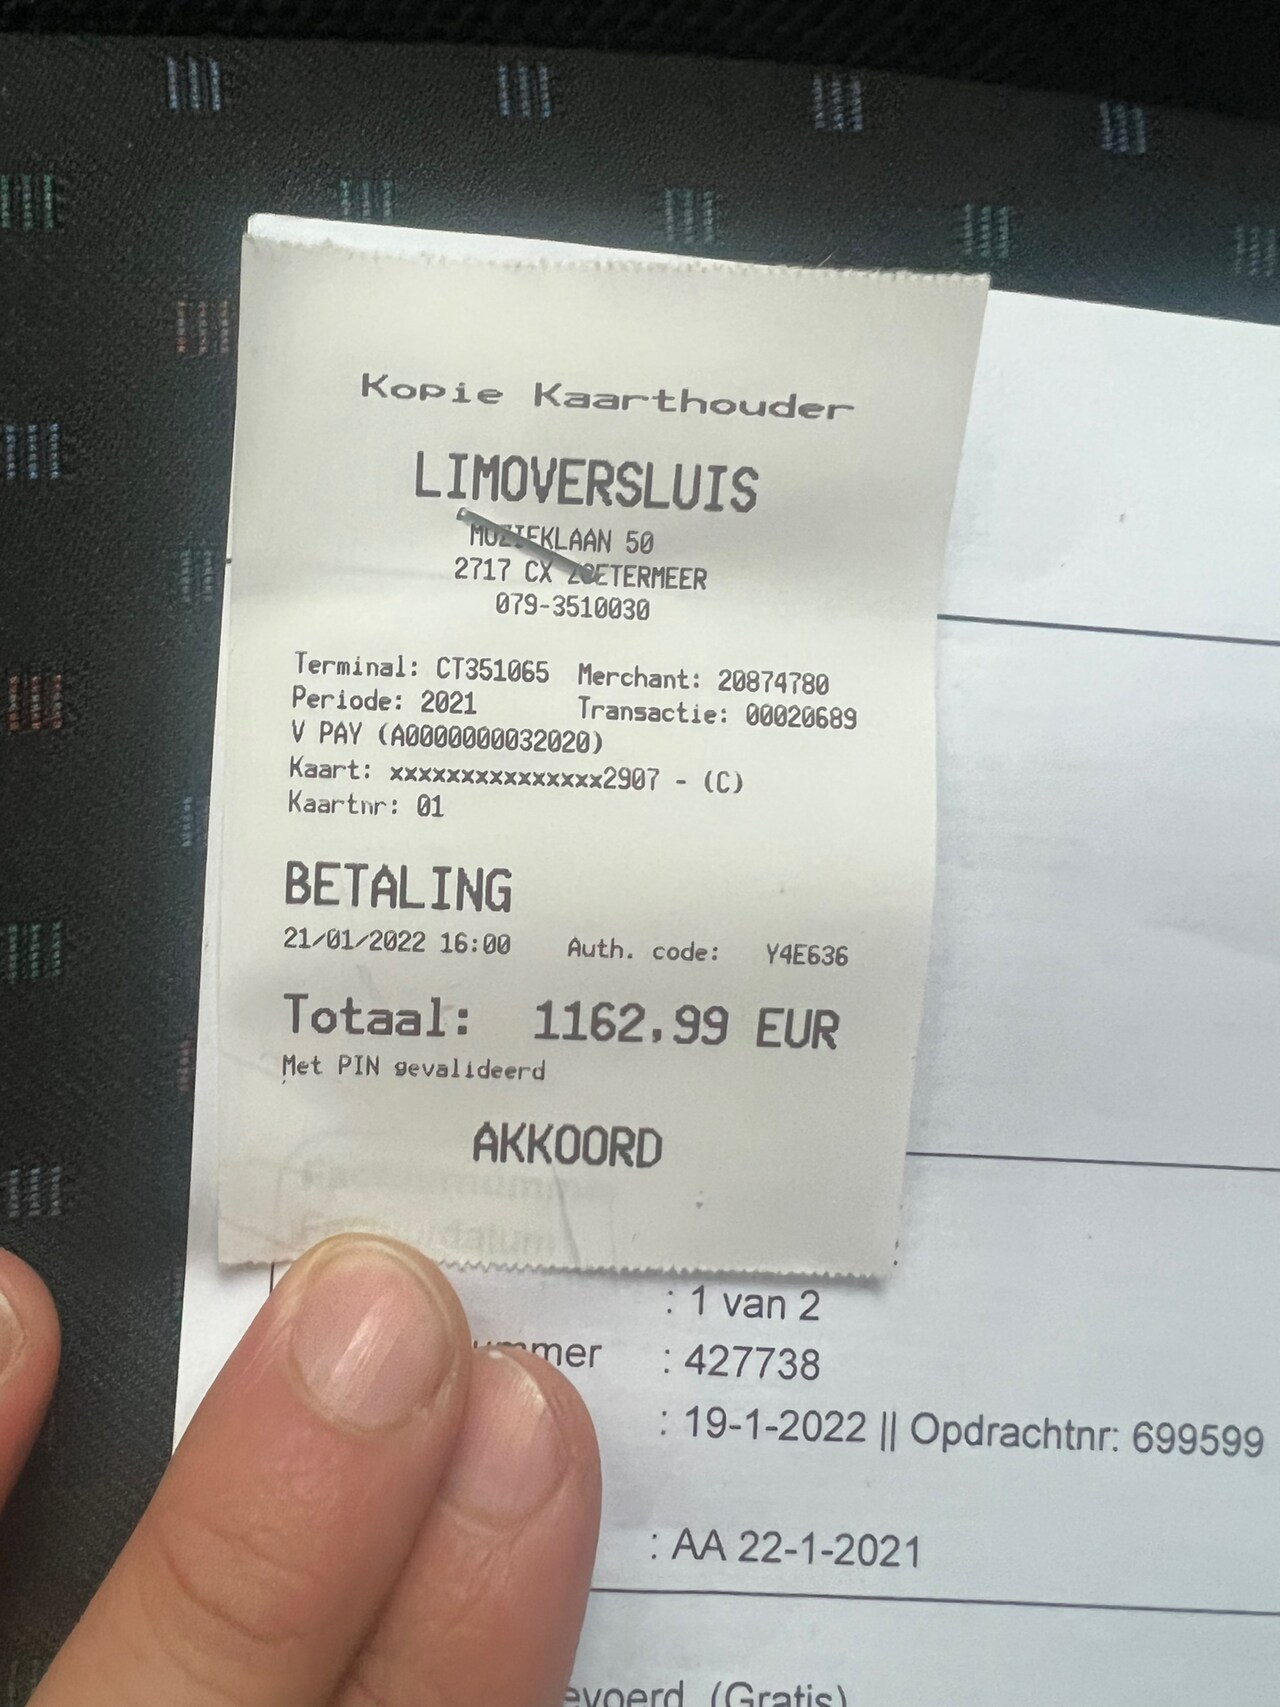 Kopie Kaarthouder
LIMOVERSLUIS
MUZIEKLAAN 50
2717 CX ZOETERMEER
079-3510030
Terminal: CT351065 Merchant: 20874780
Periode: 2021 Transactie: 00020689
V PAY (A0000000032020)
Kaart: xxxxxxxxxxxxxxx2907 - (C)
Kaartnr: 01
BETALING
21/01/2022 16:00 Auth. code: Y4E636
Totaal: 1162,99 EUR
Met PIN gevalideerd
AKKOORD
: 1 van 2
: 427738
: 19-1-2022 || Opdrachtnr: 699599
: AA 22-1-2021
(Gratis)